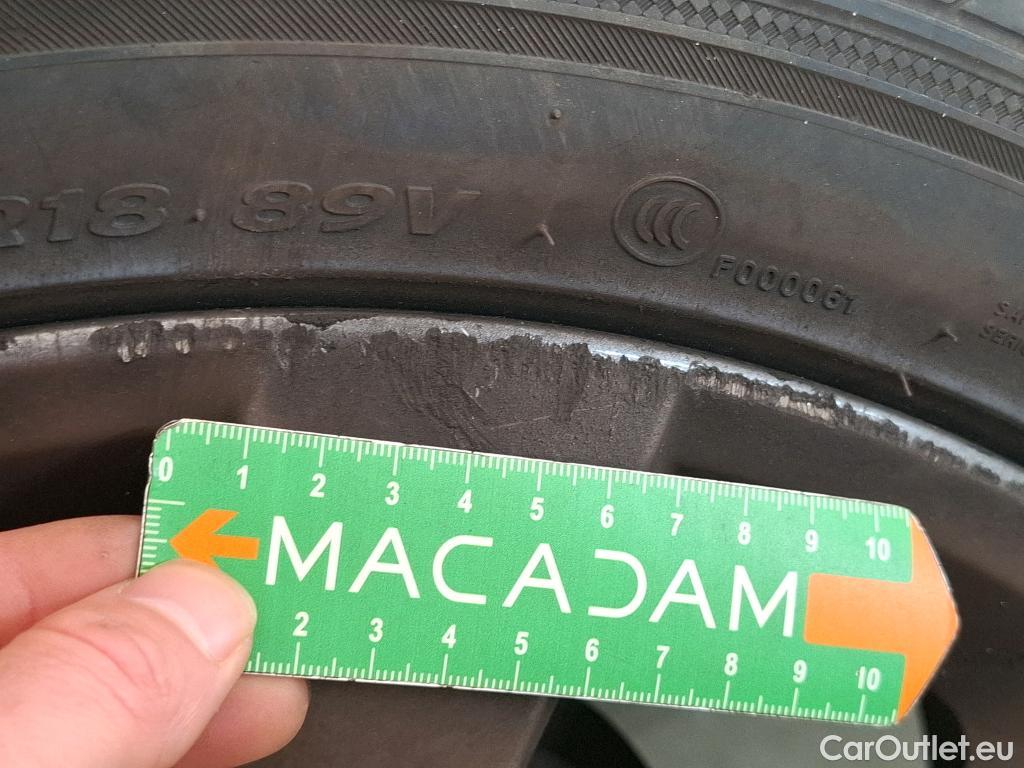 R18 · 89V
CCC
F000061
0 1 2 3 4 5 6 7 8 9 10
MACADAM
2 3 4 5 6 7 8 9 10
CarOutlet.eu